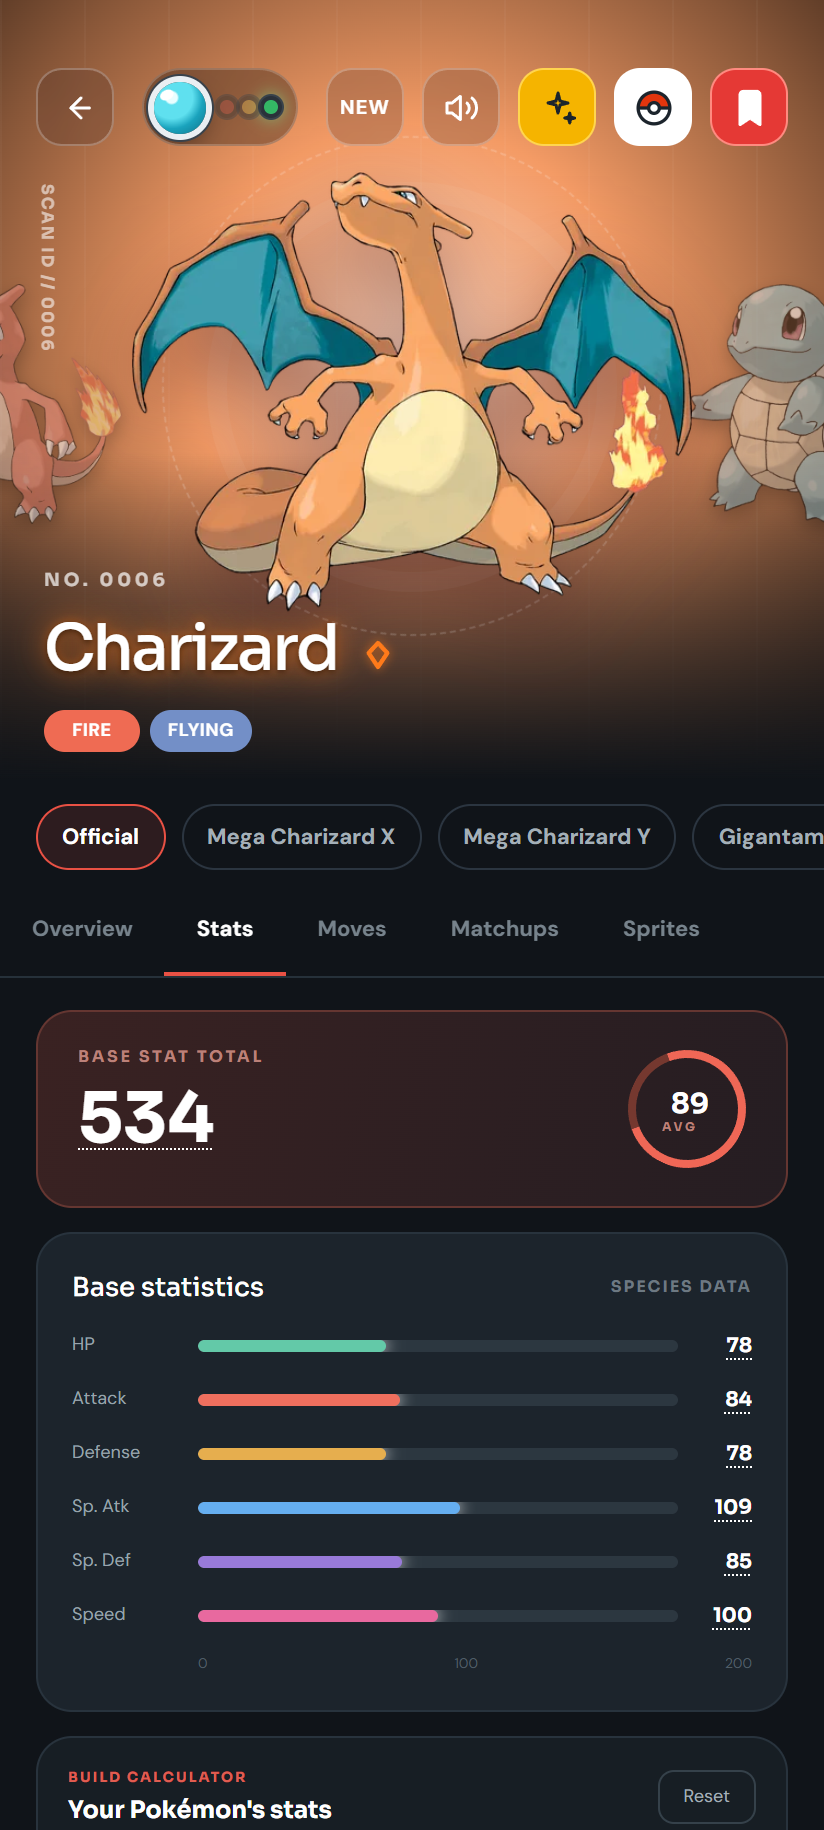 NEW
SCAN ID // 0006
NO. 0006
Charizard
FIRE FLYING
Official Mega Charizard X Mega Charizard Y Gigantam
Overview Stats Moves Matchups Sprites
BASE STAT TOTAL
534
89
AVG
Base statistics SPECIES DATA
HP 78
Attack 84
Defense 78
Sp. Atk 109
Sp. Def 85
Speed 100
0 100 200
BUILD CALCULATOR
Your Pokémon's stats
Reset